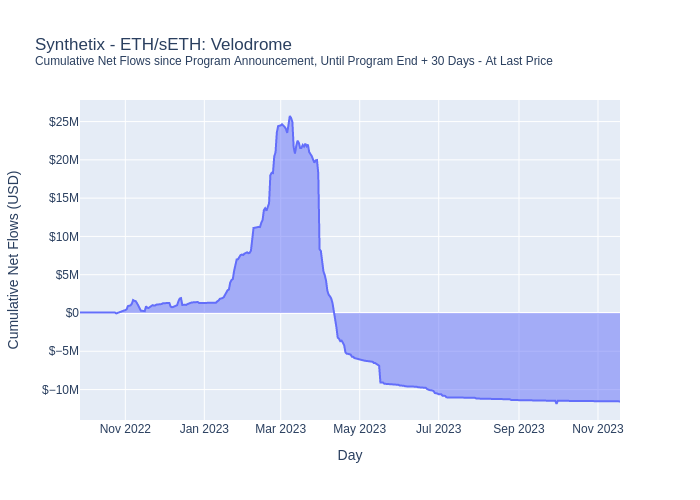 Synthetix - ETH/sETH: Velodrome
Cumulative Net Flows since Program Announcement, Until Program End + 30 Days - At Last Price
Cumulative Net Flows (USD)
$25M
$20M
$15M
$10M
$5M
$0
$−5M
$−10M
Nov 2022 Jan 2023 Mar 2023 May 2023 Jul 2023 Sep 2023 Nov 2023
Day